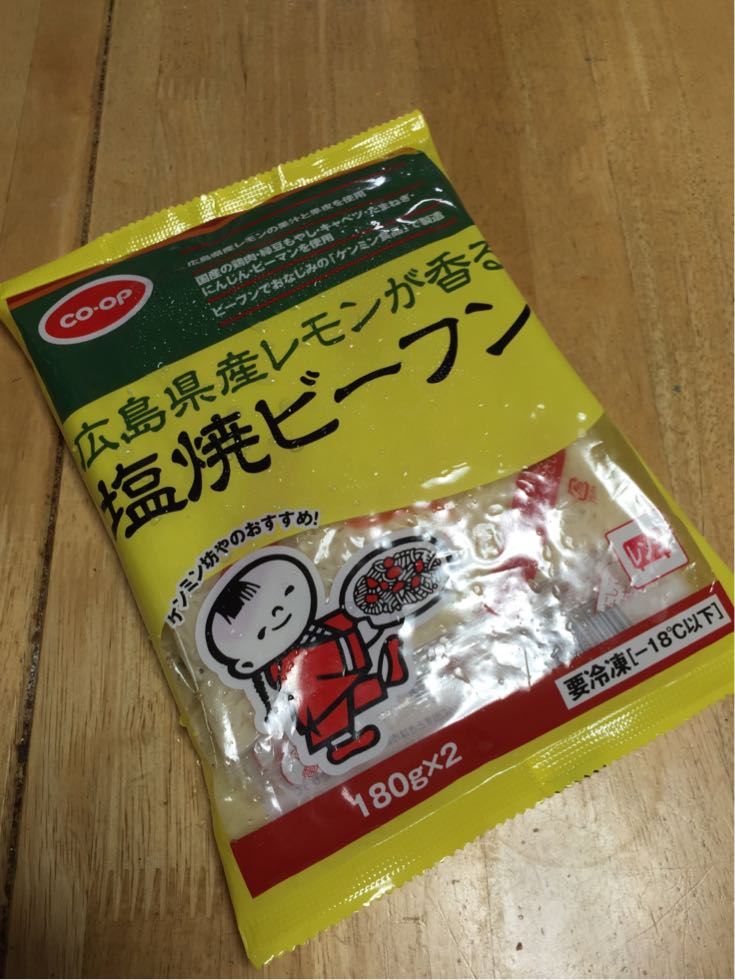 広島県産レモンの果汁と果皮を使用
国産の鶏肉・緑豆もやし・キャベツ・たまねぎ・
にんじん・ピーマンを使用
ビーフンでおなじみの「ケンミン食品」で製造
CO・OP
広島県産レモンが香る
塩焼ビーフン
ケンミン坊やのおすすめ!
要冷凍[-18℃以下]
180g×2